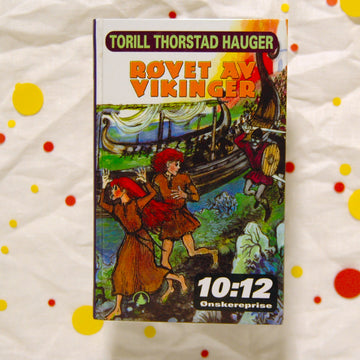 TORILL THORSTAD HAUGER
RØVET AV
VIKINGER
10:12
Ønskereprise